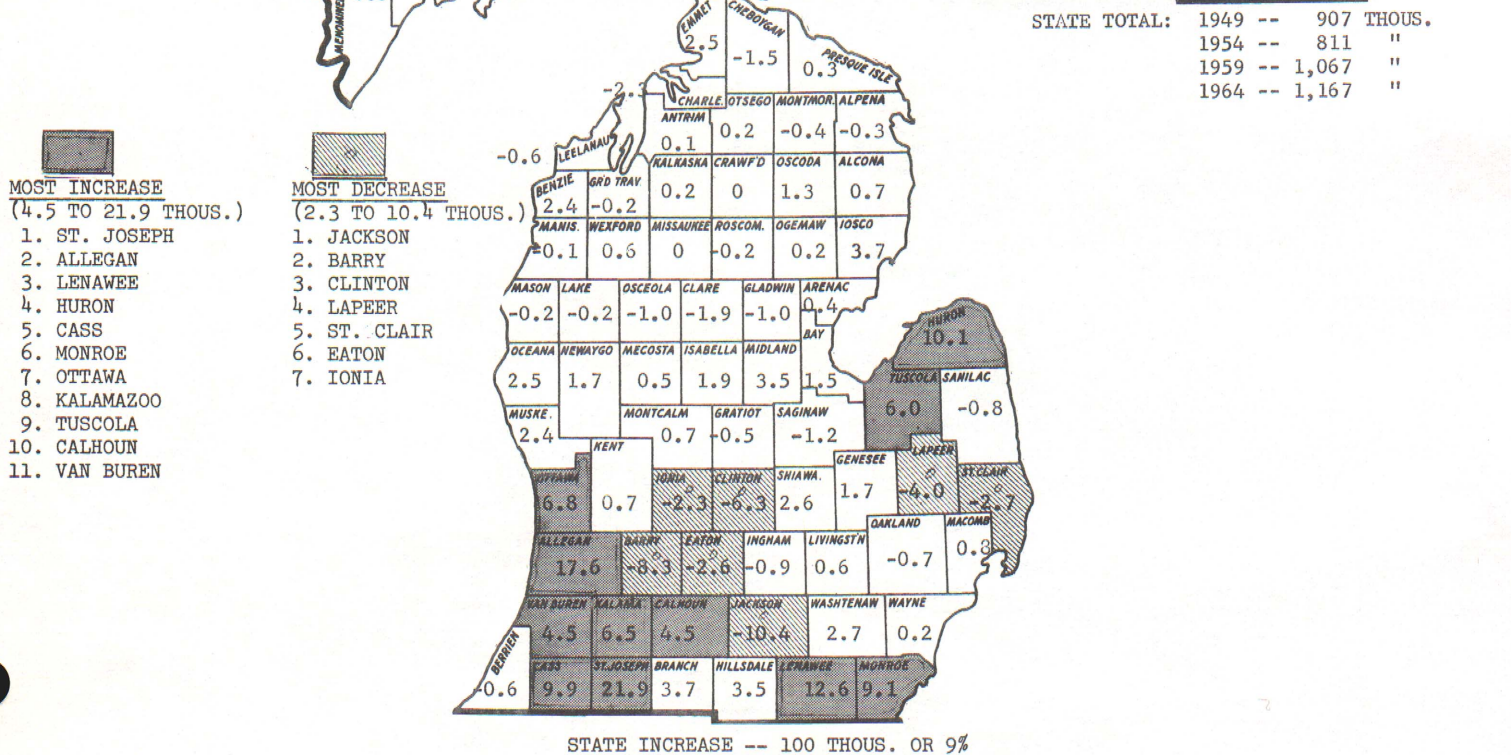 MENOMINEE
STATE TOTAL: 1949 -- 907 THOUS.
1954 -- 811 "
1959 -- 1,067 "
1964 -- 1,167 "
MOST INCREASE
(4.5 TO 21.9 THOUS.)
1. ST. JOSEPH
2. ALLEGAN
3. LENAWEE
4. HURON
5. CASS
6. MONROE
7. OTTAWA
8. KALAMAZOO
9. TUSCOLA
10. CALHOUN
11. VAN BUREN
MOST DECREASE
(2.3 TO 10.4 THOUS.)
1. JACKSON
2. BARRY
3. CLINTON
4. LAPEER
5. ST. CLAIR
6. EATON
7. IONIA
EMMET CHEBOYGAN PRESQUE ISLE
2.5 -1.5 0.3
-2.3
CHARLE. OTSEGO MONTMOR. ALPENA
ANTRIM
0.1 0.2 -0.4 -0.3
-0.6 LEELANAU
KALKASKA CRAWF'D OSCODA ALCONA
BENZIE GR'D TRAV.
2.4 -0.2 0.2 0 1.3 0.7
MANIS. WEXFORD MISSAUKEE ROSCOM. OGEMAW IOSCO
-0.1 0.6 0 -0.2 0.2 3.7
MASON LAKE OSCEOLA CLARE GLADWIN ARENAC
-0.2 -0.2 -1.0 -1.9 -1.0 0.4
HURON
10.1
BAY
OCEANA NEWAYGO MECOSTA ISABELLA MIDLAND
2.5 1.7 0.5 1.9 3.5 1.5
TUSCOLA SANILAC
6.0 -0.8
MUSKE. MONTCALM GRATIOT SAGINAW
2.4 0.7 -0.5 -1.2
KENT GENESEE LAPEER
OTTAWA IONIA CLINTON SHIAWA. ST. CLAIR
6.8 0.7 -2.3 -6.3 2.6 1.7 -4.0 -2.7
OAKLAND MACOMB
ALLEGAN BARRY EATON INGHAM LIVINGST'N
17.6 -8.3 -2.6 -0.9 0.6 -0.7 0.3
VAN BUREN KALAMA. CALHOUN JACKSON WASHTENAW WAYNE
4.5 6.5 4.5 -10.4 2.7 0.2
BERRIEN CASS ST. JOSEPH BRANCH HILLSDALE LENAWEE MONROE
-0.6 9.9 21.9 3.7 3.5 12.6 9.1
STATE INCREASE -- 100 THOUS. OR 9%